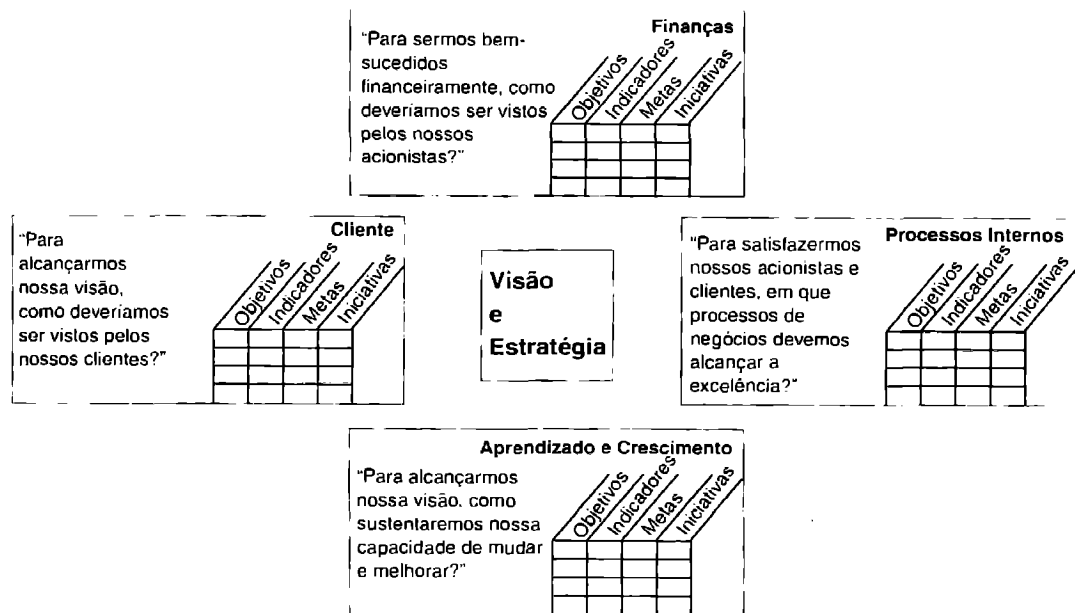 Finanças
"Para sermos bem-
sucedidos
financeiramente, como
deveríamos ser vistos
pelos nossos
acionistas?"
Objetivos
Indicadores
Metas
Iniciativas
Cliente
"Para
alcançarmos
nossa visão,
como deveríamos
ser vistos pelos
nossos clientes?"
Objetivos
Indicadores
Metas
Iniciativas
Visão
e
Estratégia
Processos Internos
"Para satisfazermos
nossos acionistas e
clientes, em que
processos de
negócios devemos
alcançar a
excelência?"
Objetivos
Indicadores
Metas
Iniciativas
Aprendizado e Crescimento
"Para alcançarmos
nossa visão, como
sustentaremos nossa
capacidade de mudar
e melhorar?"
Objetivos
Indicadores
Metas
Iniciativas